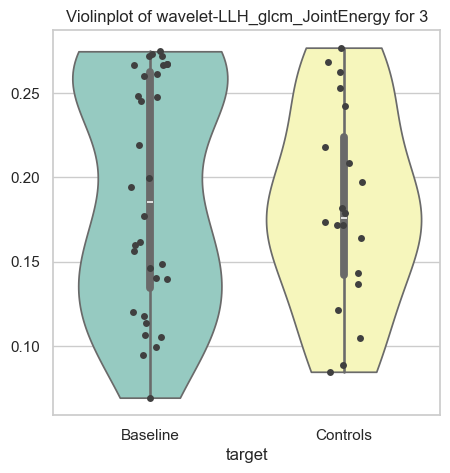 Violinplot of wavelet-LLH_glcm_JointEnergy for 3
0.25
0.20
0.15
0.10
Baseline Controls
target